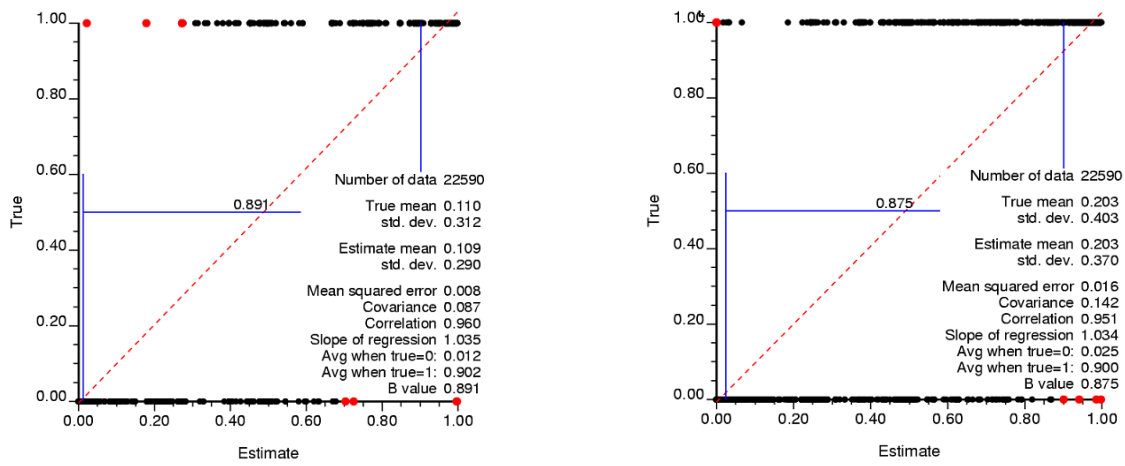 1.00
0.80
0.60
0.40
0.20
0.00
True
0.891
Number of data 22590
True mean 0.110
std. dev. 0.312
Estimate mean 0.109
std. dev. 0.290
Mean squared error 0.008
Covariance 0.087
Correlation 0.960
Slope of regression 1.035
Avg when true=0: 0.012
Avg when true=1: 0.902
B value 0.891
0.00 0.20 0.40 0.60 0.80 1.00
Estimate
0.80
0.60
0.40
0.20
0.00
True
0.875
Number of data 22590
True mean 0.203
std. dev. 0.403
Estimate mean 0.203
std. dev. 0.370
Mean squared error 0.016
Covariance 0.142
Correlation 0.951
Slope of regression 1.034
Avg when true=0: 0.025
Avg when true=1: 0.900
B value 0.875
0.00 0.20 0.40 0.60 0.80 1.00
Estimate